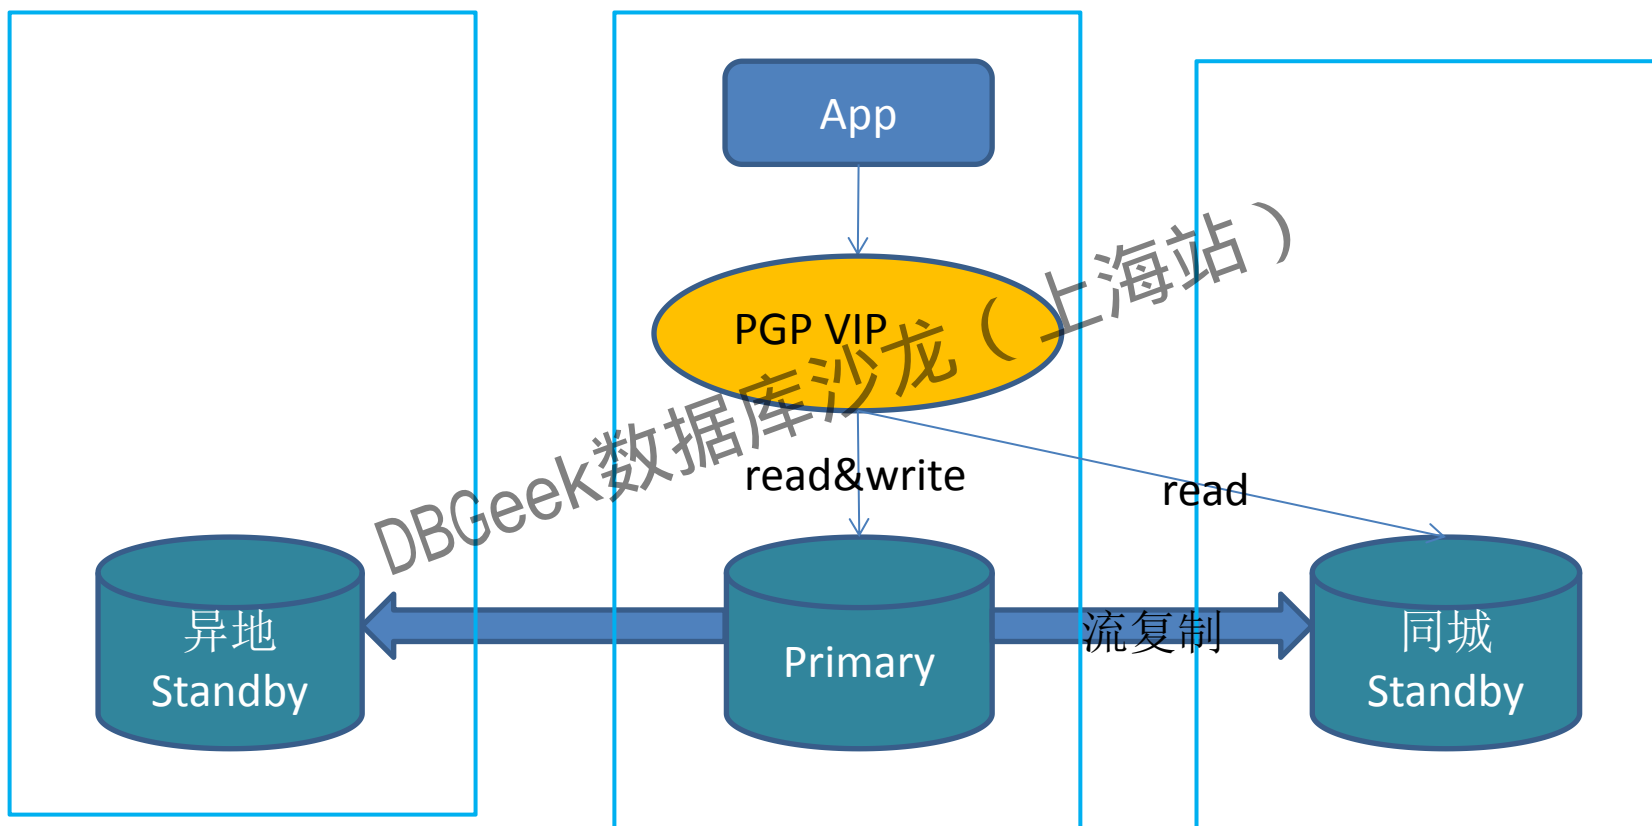 App
PGP VIP
DBGeek数据库沙龙（上海站）
read&write
read
异地
Standby
Primary
流复制
同城
Standby